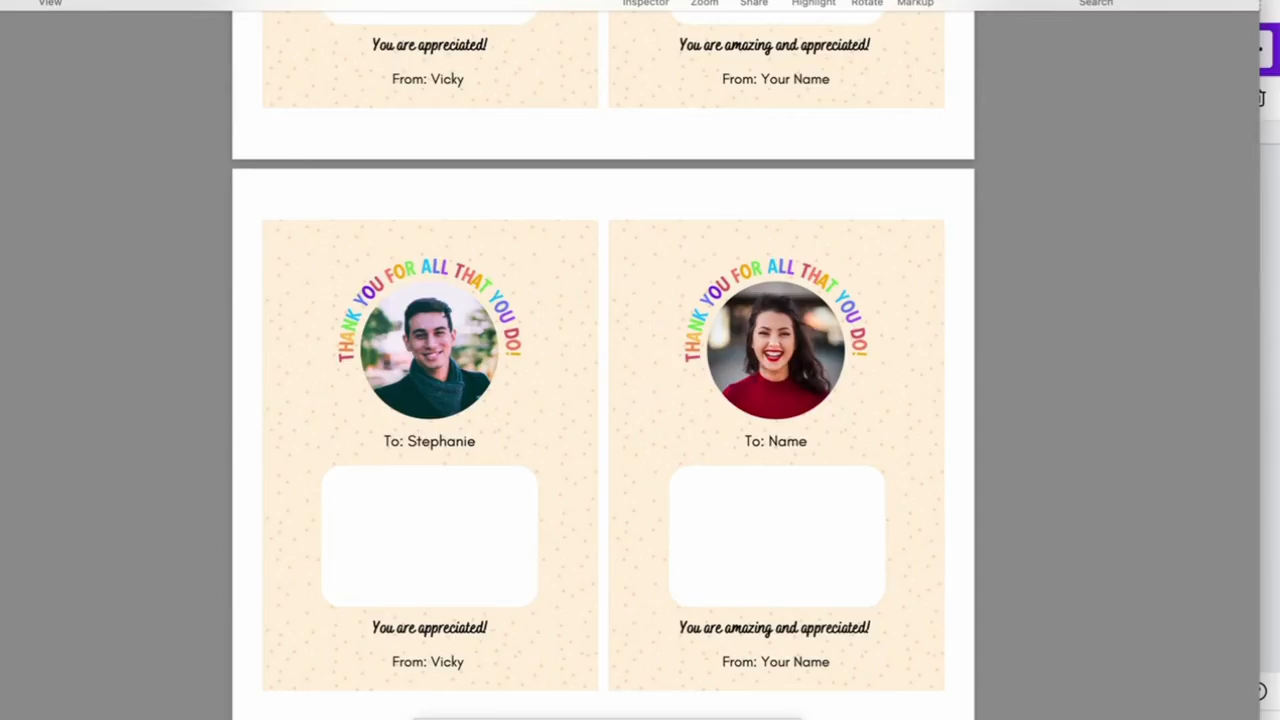 View
Inspector Zoom Share Highlight Rotate Markup Search
You are appreciated!
From: Vicky
You are amazing and appreciated!
From: Your Name
THANK YOU FOR ALL THAT YOU DO!
To: Stephanie
You are appreciated!
From: Vicky
THANK YOU FOR ALL THAT YOU DO!
To: Name
You are amazing and appreciated!
From: Your Name